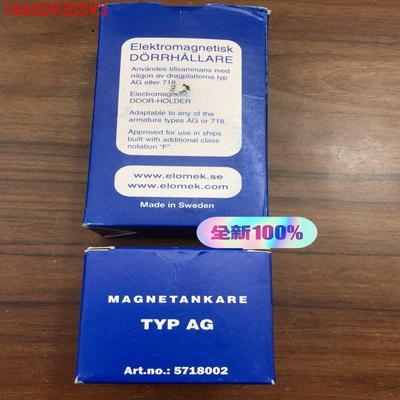 18650935593
Elektromagnetisk
DÖRRHÅLLARE
Användes tillsammans med
någon av dragplattorna typ
AG eller 718.
Electromagnetic
DOOR-HOLDER
Adaptable to any of the
armature types AG or 718.
Approved for use in ships
built with additional class
notation "F".
www.elomek.se
www.elomek.com
Made in Sweden
全新100%
MAGNETANKARE
TYP AG
Art.no.: 5718002